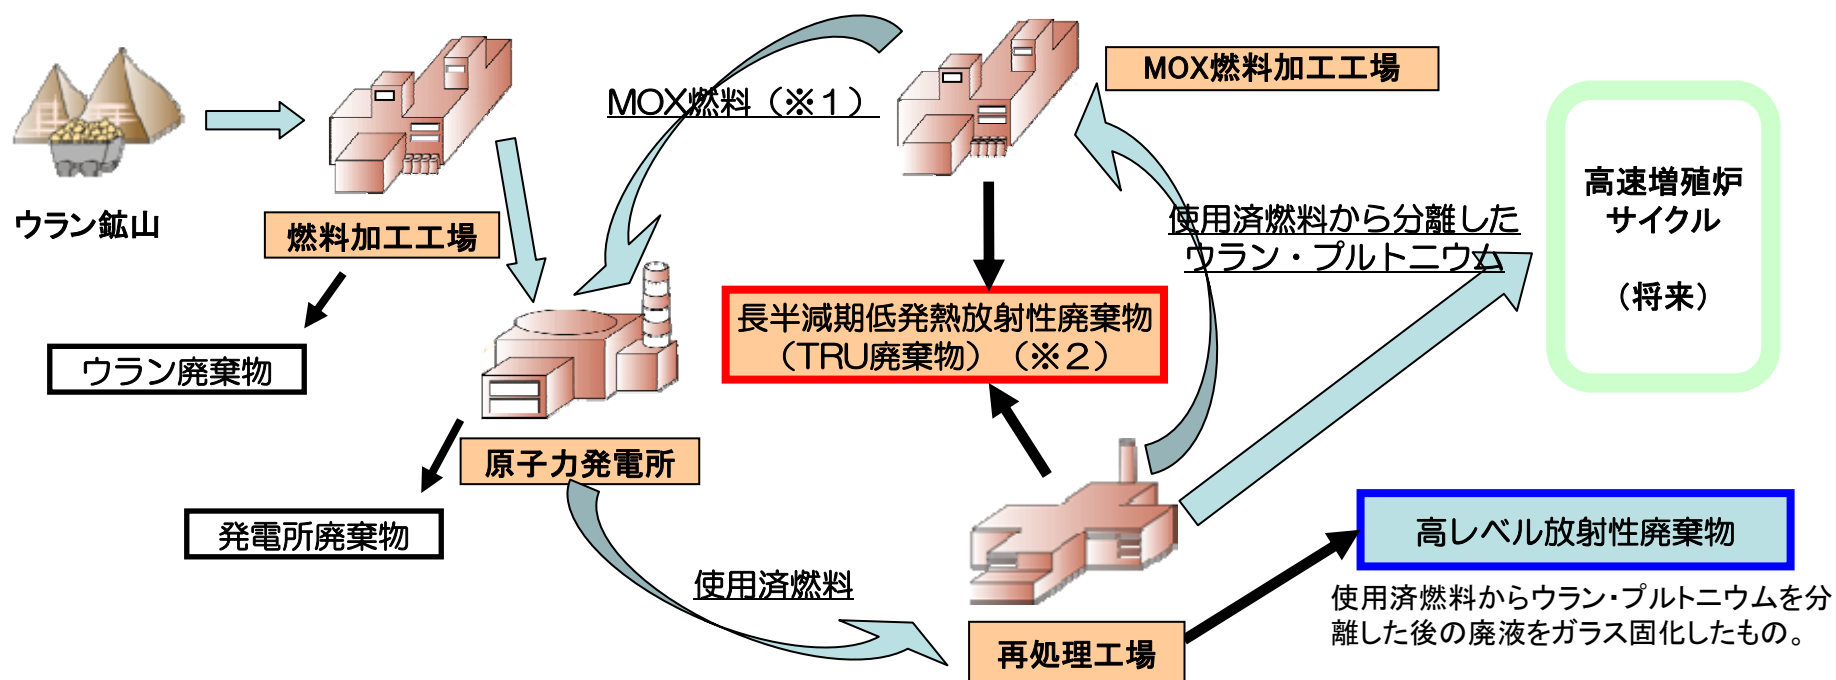 MOX燃料加工工場
MOX燃料（※１）
高速増殖炉
サイクル
（将来）
ウラン鉱山
燃料加工工場
使用済燃料から分離した
ウラン・プルトニウム
長半減期低発熱放射性廃棄物
（TRU廃棄物）（※２）
ウラン廃棄物
原子力発電所
発電所廃棄物
高レベル放射性廃棄物
使用済燃料
使用済燃料からウラン・プルトニウムを分
離した後の廃液をガラス固化したもの。
再処理工場